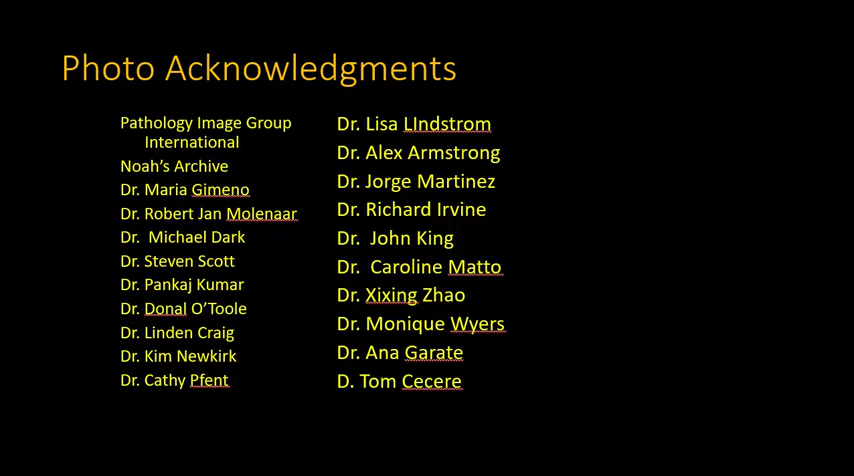 Photo Acknowledgments
Pathology Image Group
International
Noah's Archive
Dr. Maria Gimeno
Dr. Robert Jan Molenaar
Dr.  Michael Dark
Dr. Steven Scott
Dr. Pankaj Kumar
Dr. Donal O'Toole
Dr. Linden Craig
Dr. Kim Newkirk
Dr. Cathy Pfent
Dr. Lisa LIndstrom
Dr. Alex Armstrong
Dr. Jorge Martinez
Dr. Richard Irvine
Dr.  John King
Dr.  Caroline Matto
Dr. Xixing Zhao
Dr. Monique Wyers
Dr. Ana Garate
D. Tom Cecere